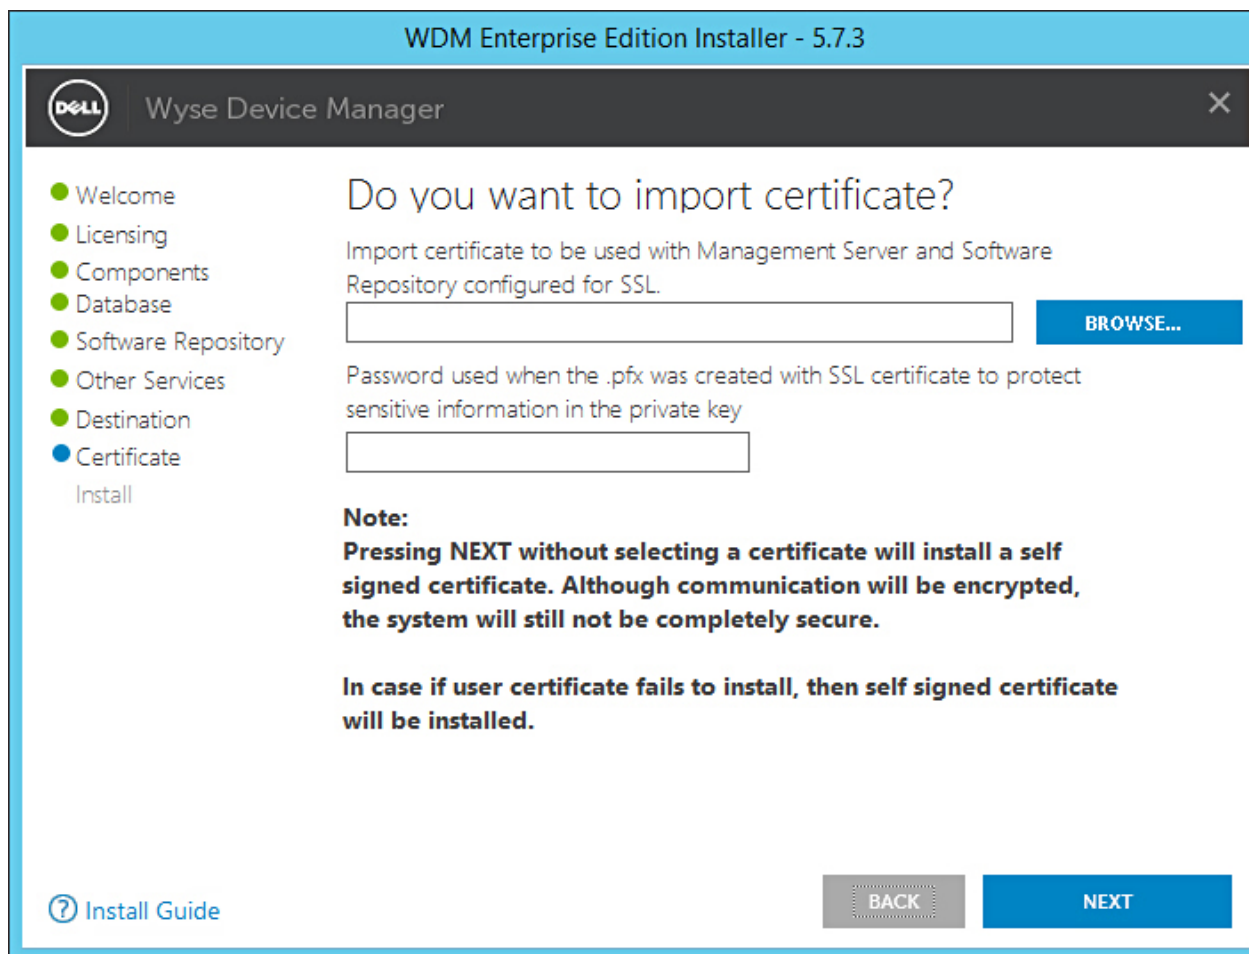 WDM Enterprise Edition Installer - 5.7.3
DELL
Wyse Device Manager
Welcome
Licensing
Components
Database
Software Repository
Other Services
Destination
Certificate
Install
Do you want to import certificate?
Import certificate to be used with Management Server and Software
Repository configured for SSL.
BROWSE...
Password used when the .pfx was created with SSL certificate to protect
sensitive information in the private key
Note:
Pressing NEXT without selecting a certificate will install a self
signed certificate. Although communication will be encrypted,
the system will still not be completely secure.
In case if user certificate fails to install, then self signed certificate
will be installed.
? Install Guide
BACK
NEXT